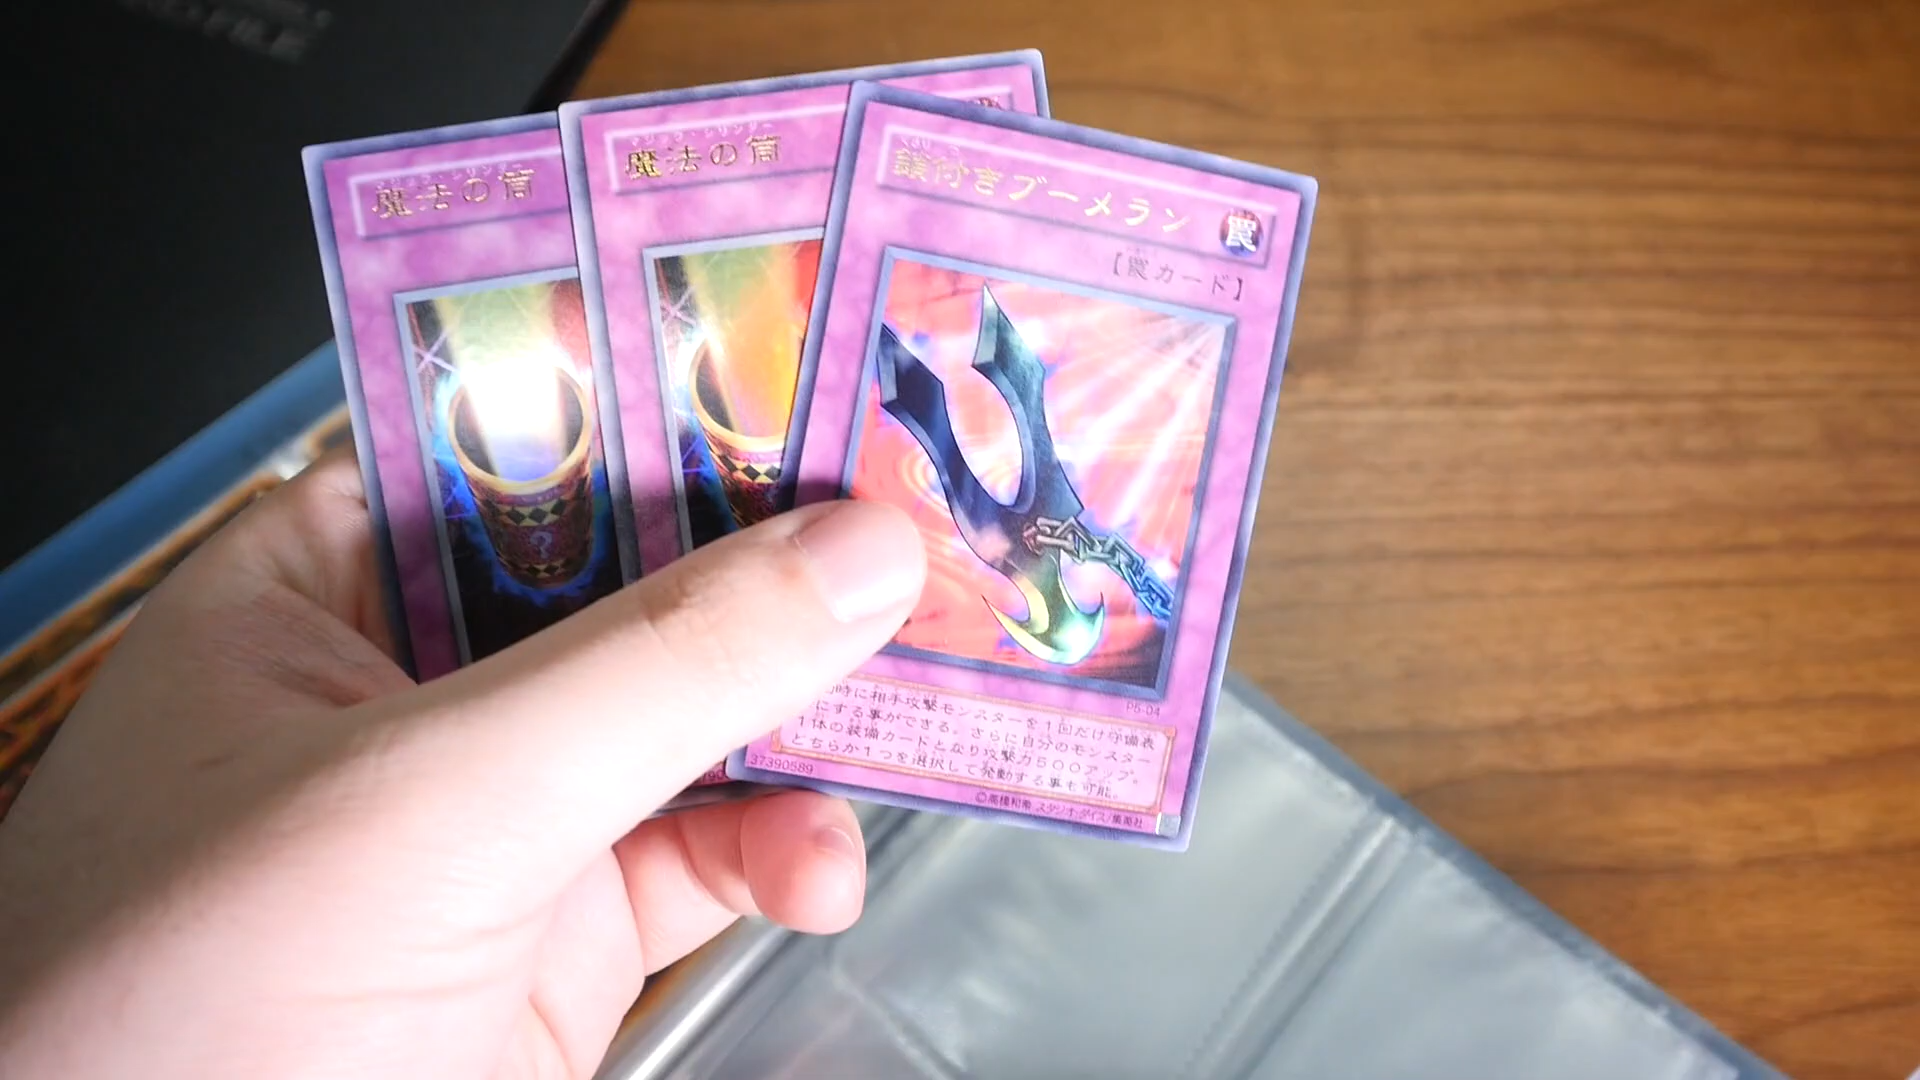 FILE
マジック・シリンダー
魔法の筒
マジック・シリンダー
魔法の筒
くさり つ
鎖付きブーメラン
罠
【罠カード】
P5-04
時に相手攻撃モンスターを1回だけ守備表
にする事ができる。さらに自分のモンスター
1体の装備カードとなり攻撃力500アップ。
どちらか1つを選択して発動する事も可能。
37390589
©高橋和希 スタジオ・ダイス/集英社